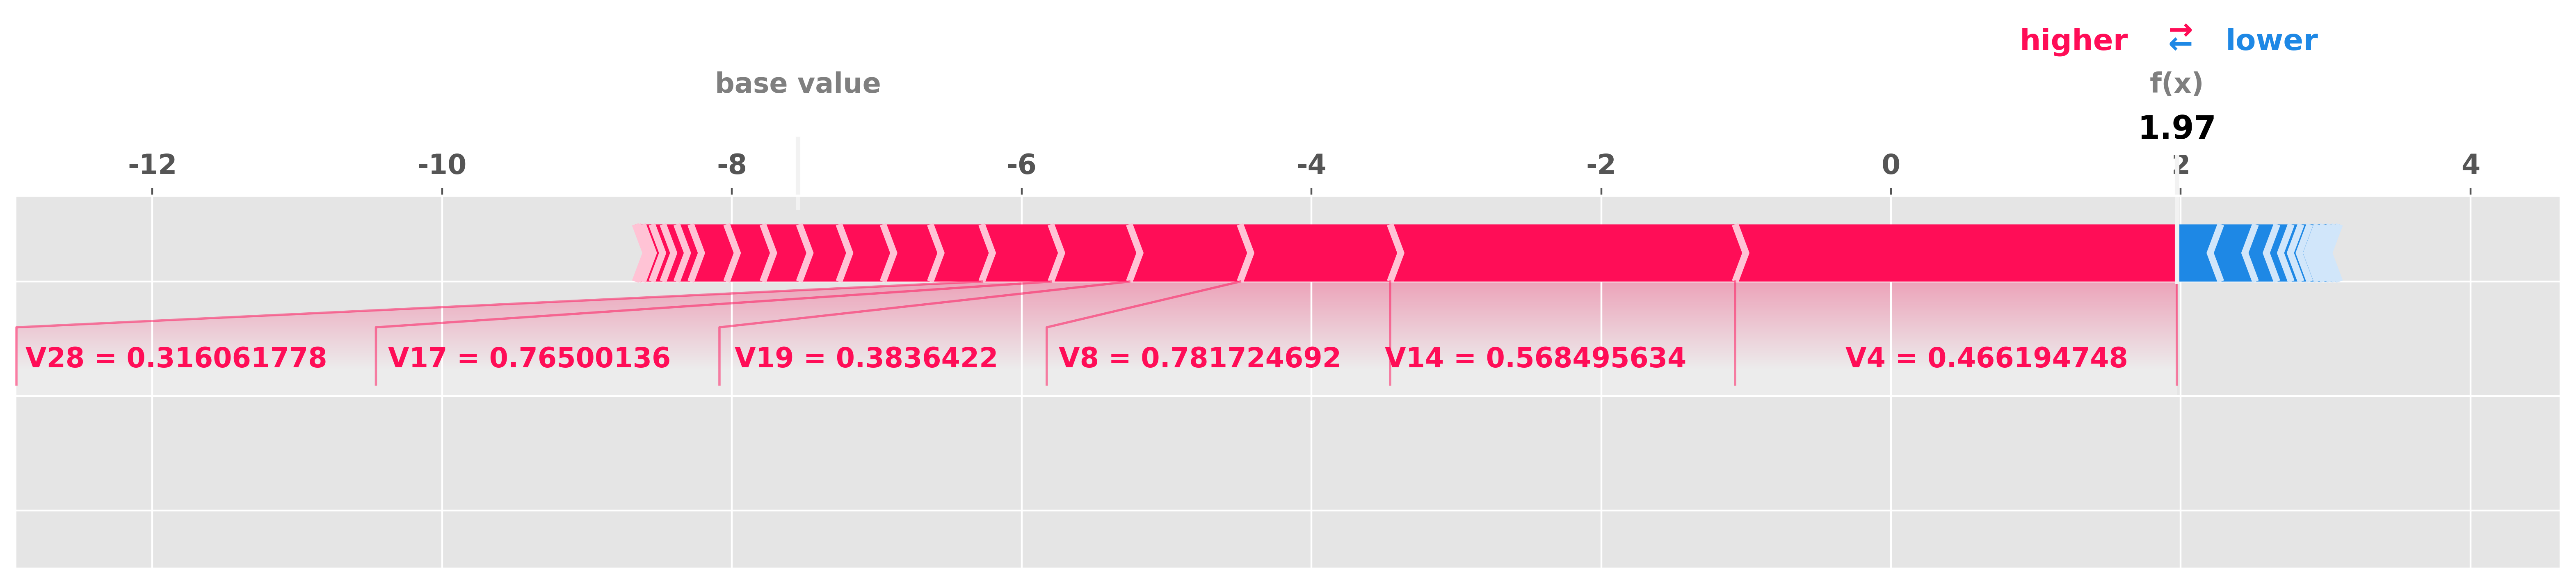 higher ⇄ lower
base value
f(x)
1.97
-12 -10 -8 -6 -4 -2 0 2 4
V28 = 0.316061778 V17 = 0.76500136 V19 = 0.3836422 V8 = 0.781724692 V14 = 0.568495634 V4 = 0.466194748